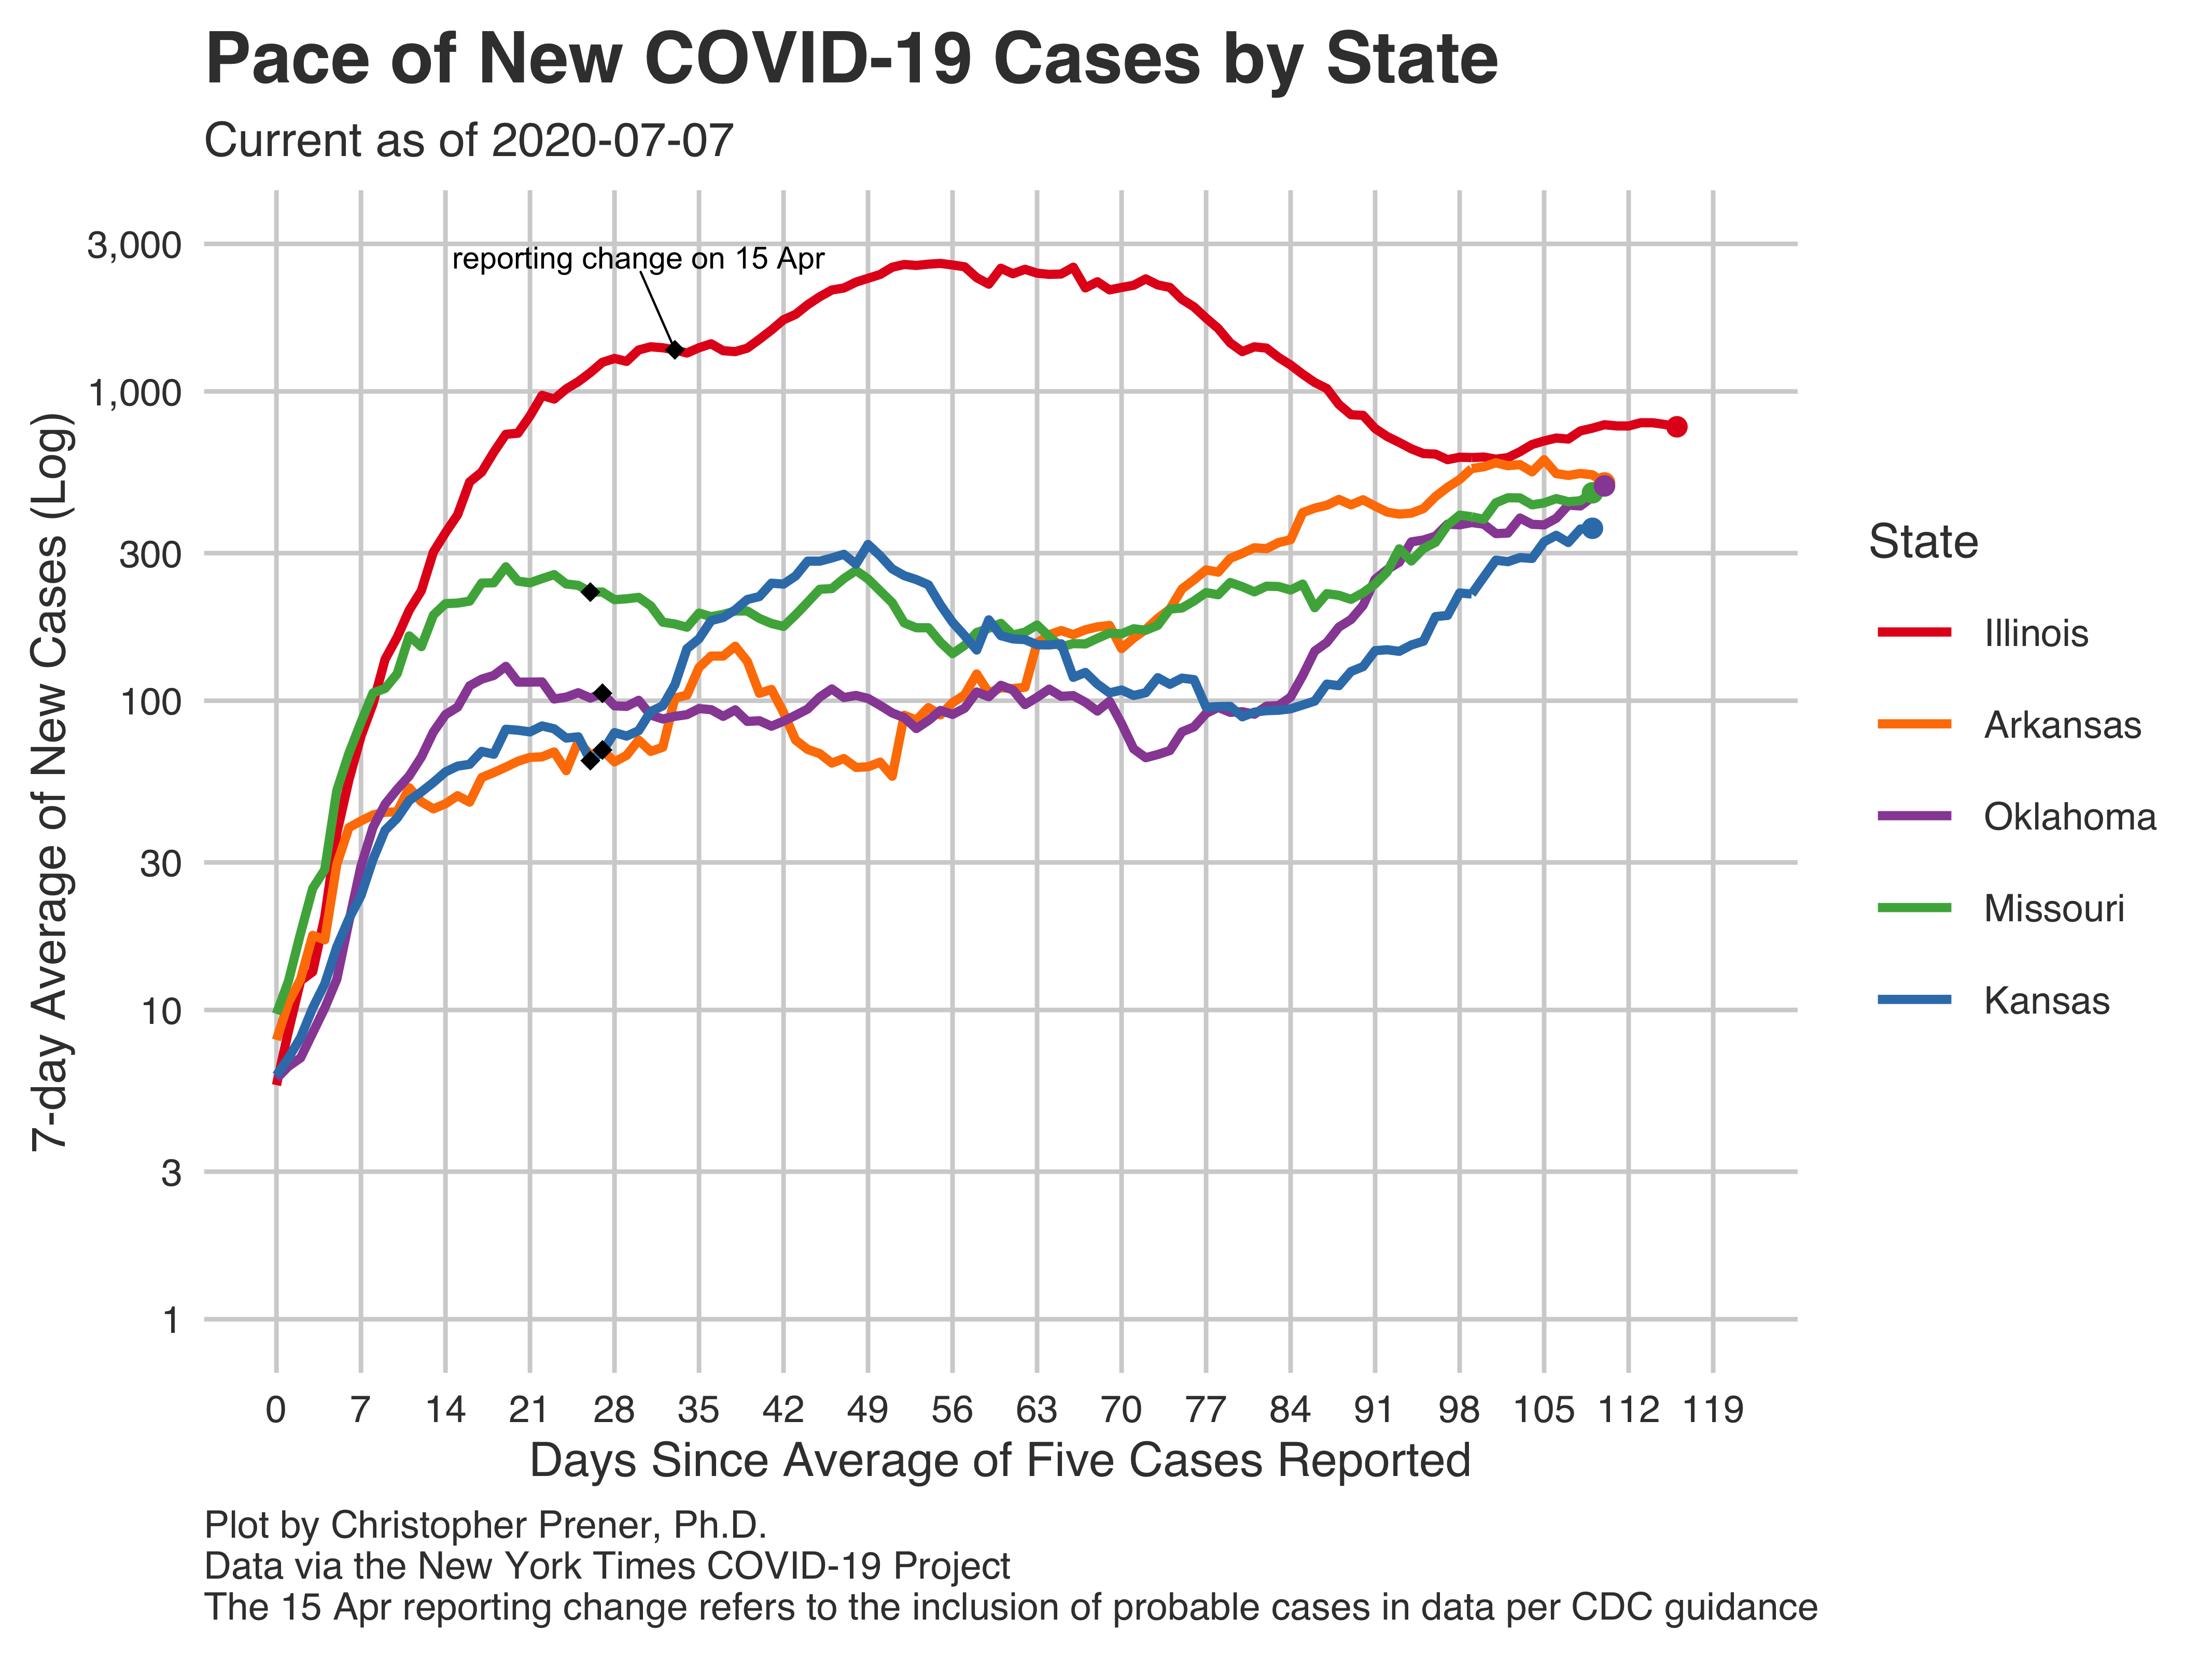 Pace of New COVID-19 Cases by State
Current as of 2020-07-07
7-day Average of New Cases (Log)
3,000
1,000
300
100
30
10
3
1
reporting change on 15 Apr
State
Illinois
Arkansas
Oklahoma
Missouri
Kansas
0 7 14 21 28 35 42 49 56 63 70 77 84 91 98 105 112 119
Days Since Average of Five Cases Reported
Plot by Christopher Prener, Ph.D.
Data via the New York Times COVID-19 Project
The 15 Apr reporting change refers to the inclusion of probable cases in data per CDC guidance